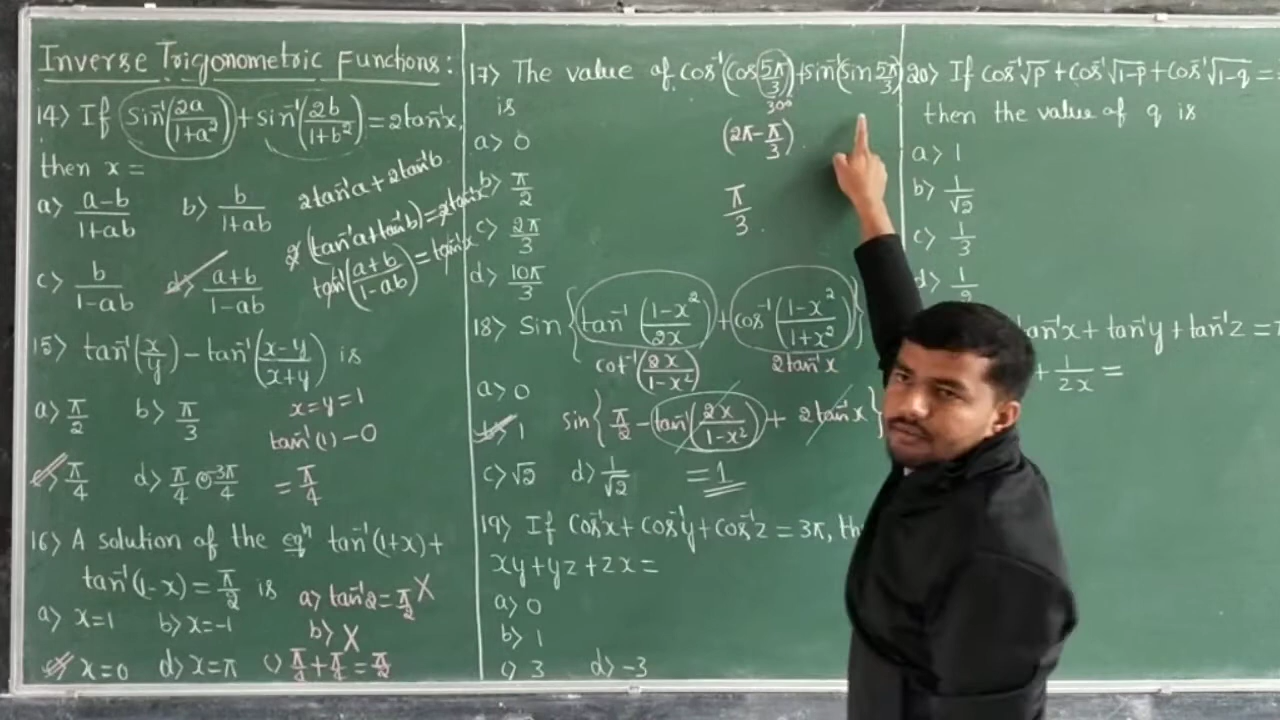 Inverse Trigonometric Functions:
14> If sin⁻¹(2a/1+a²) + sin⁻¹(2b/1+b²) = 2tan⁻¹x,
then x =
a> a-b/1+ab b> b/1+ab
c> b/1-ab d> a+b/1-ab
2tan⁻¹a + 2tan⁻¹b
2(tan⁻¹a + tan⁻¹b) = 2tan⁻¹x
tan⁻¹(a+b/1-ab) = tan⁻¹x
15> tan⁻¹(x/y) - tan⁻¹(x-y/x+y) is
a> π/2 b> π/3
c> π/4 d> π/4 or -3π/4
x=y=1
tan⁻¹(1) - 0
= π/4
16> A solution of the eqⁿ tan⁻¹(1+x) +
tan⁻¹(1-x) = π/2 is
a> x=1 b> x=-1
c> x=0 d> x=π
a> tan⁻¹2 = π/2 X
b> X
c) π/4 + π/4 = π/2
17> The value of cos⁻¹(cos 5π/3) + sin⁻¹(sin 5π/3)
is
a> 0
b> π/2
c> 2π/3
d> 10π/3
300
(2π - π/3)
π/3
18> Sin{tan⁻¹(1-x²/2x) + cos⁻¹(1-x²/1+x²)}
cot⁻¹(2x/1-x²) 2tan⁻¹x
a> 0
b> 1
sin{π/2 - tan⁻¹(2x/1-x²) + 2tan⁻¹x}
c> √2 d> 1/√2
= 1
19> If Cos⁻¹x + Cos⁻¹y + Cos⁻¹z = 3π, th
xy + yz + zx =
a> 0
b> 1
c) 3 d> -3
20> If cos⁻¹√p + cos⁻¹√1-p + cos⁻¹√1-q =
then the value of q is
a> 1
b> 1/√2
c> 1/3
d> 1/2
tan⁻¹x + tan⁻¹y + tan⁻¹z =
+ 1/zx =